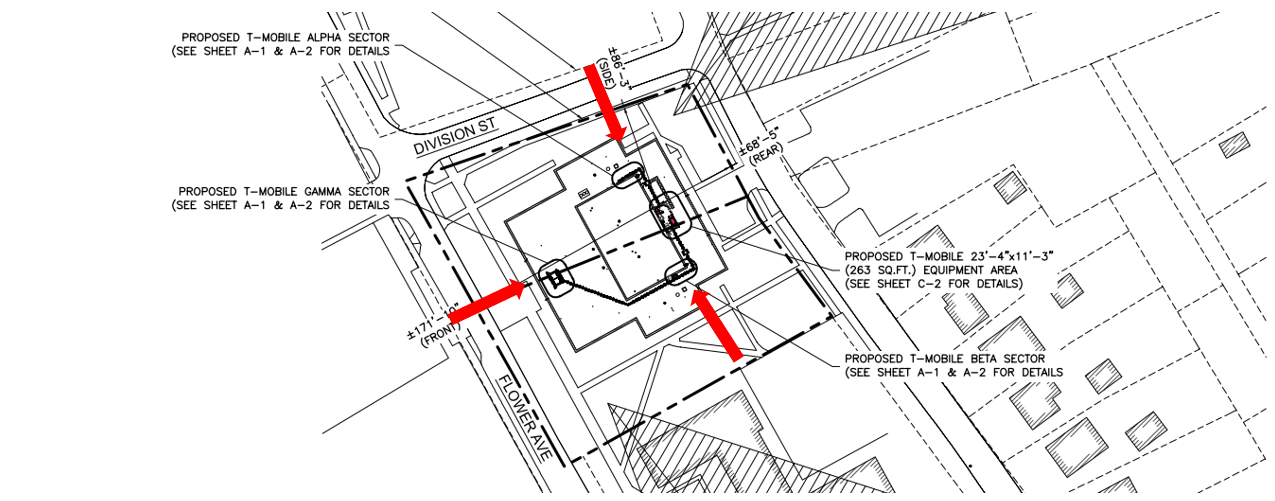 PROPOSED T-MOBILE ALPHA SECTOR
(SEE SHEET A-1 & A-2 FOR DETAILS
±86'-3"
(SIDE)
DIVISION ST
±68'-5"
(REAR)
PROPOSED T-MOBILE GAMMA SECTOR
(SEE SHEET A-1 & A-2 FOR DETAILS
PROPOSED T-MOBILE 23'-4"x11'-3"
(263 SQ.FT.) EQUIPMENT AREA
(SEE SHEET C-2 FOR DETAILS)
±171'-10"
(FRONT)
PROPOSED T-MOBILE BETA SECTOR
(SEE SHEET A-1 & A-2 FOR DETAILS
FLOWER AVE